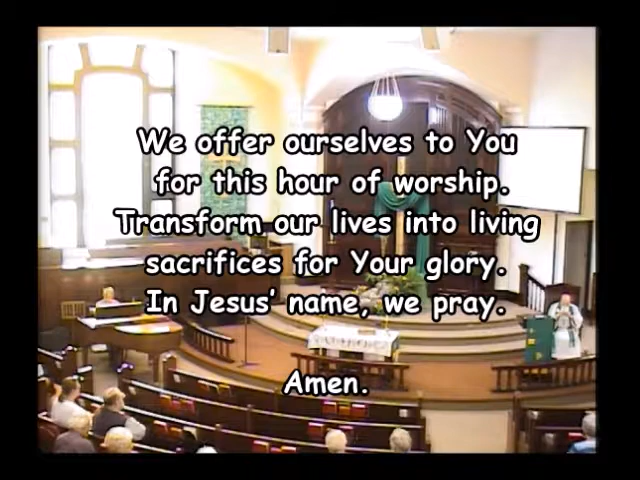 We offer ourselves to You
for this hour of worship.
Transform our lives into living
sacrifices for Your glory.
In Jesus' name, we pray.
Amen.